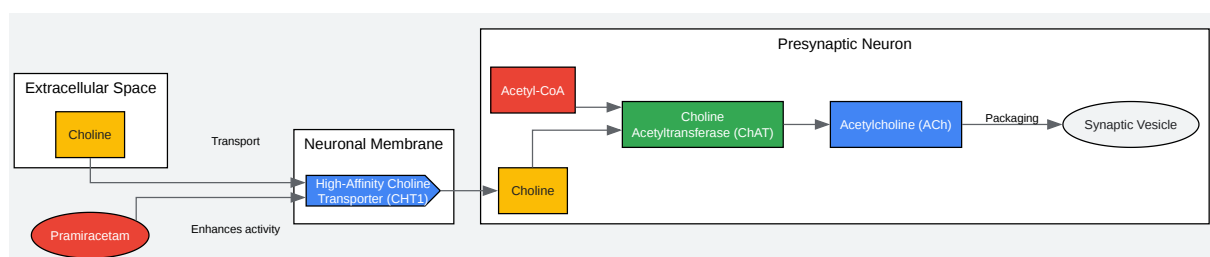 Presynaptic Neuron
Extracellular Space
Choline
Transport
Pramiracetam
Enhances activity
Neuronal Membrane
High-Affinity Choline
Transporter (CHT1)
Acetyl-CoA
Choline
Choline
Acetyltransferase (ChAT)
Acetylcholine (ACh)
Packaging
Synaptic Vesicle